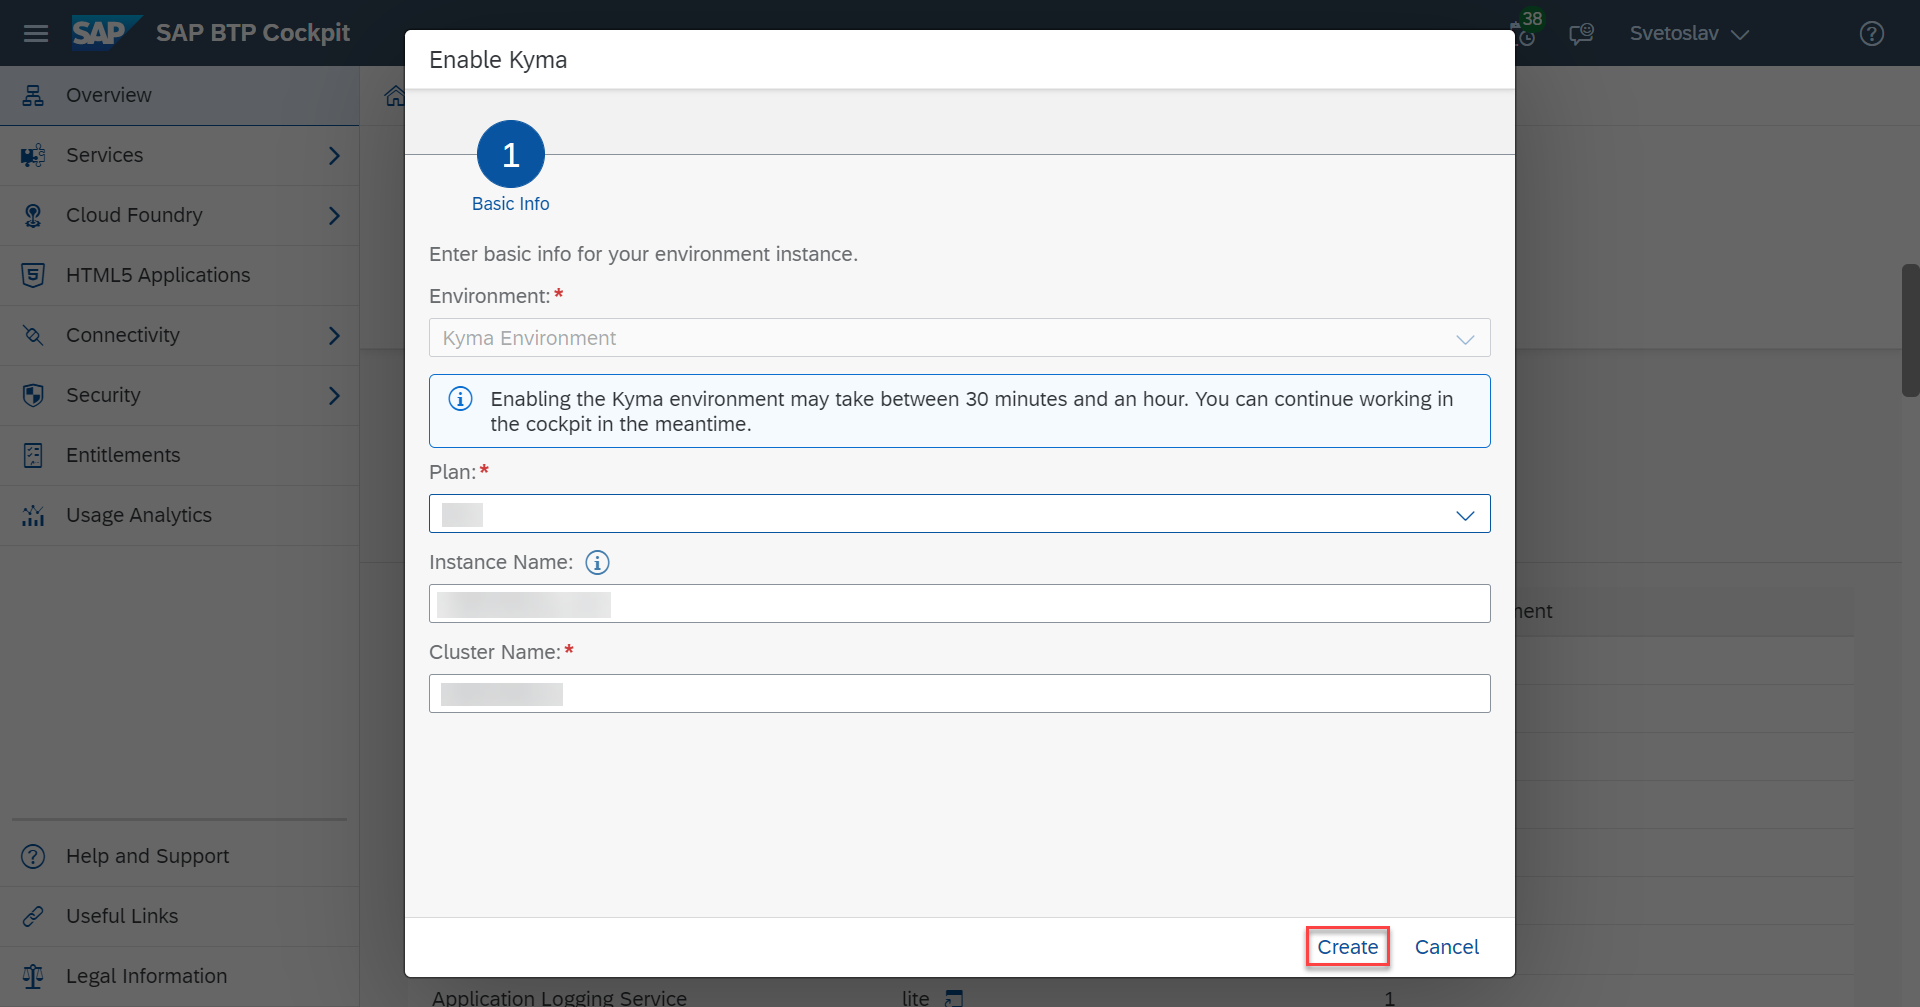 SAP SAP BTP Cockpit
38
Svetoslav
Overview
Services
Cloud Foundry
HTML5 Applications
Connectivity
Security
Entitlements
Usage Analytics
Help and Support
Useful Links
Legal Information
Enable Kyma
1
Basic Info
Enter basic info for your environment instance.
Environment:*
Kyma Environment
Enabling the Kyma environment may take between 30 minutes and an hour. You can continue working in
the cockpit in the meantime.
Plan:*
Instance Name:
Cluster Name:*
Create Cancel
Application Logging Service lite 1